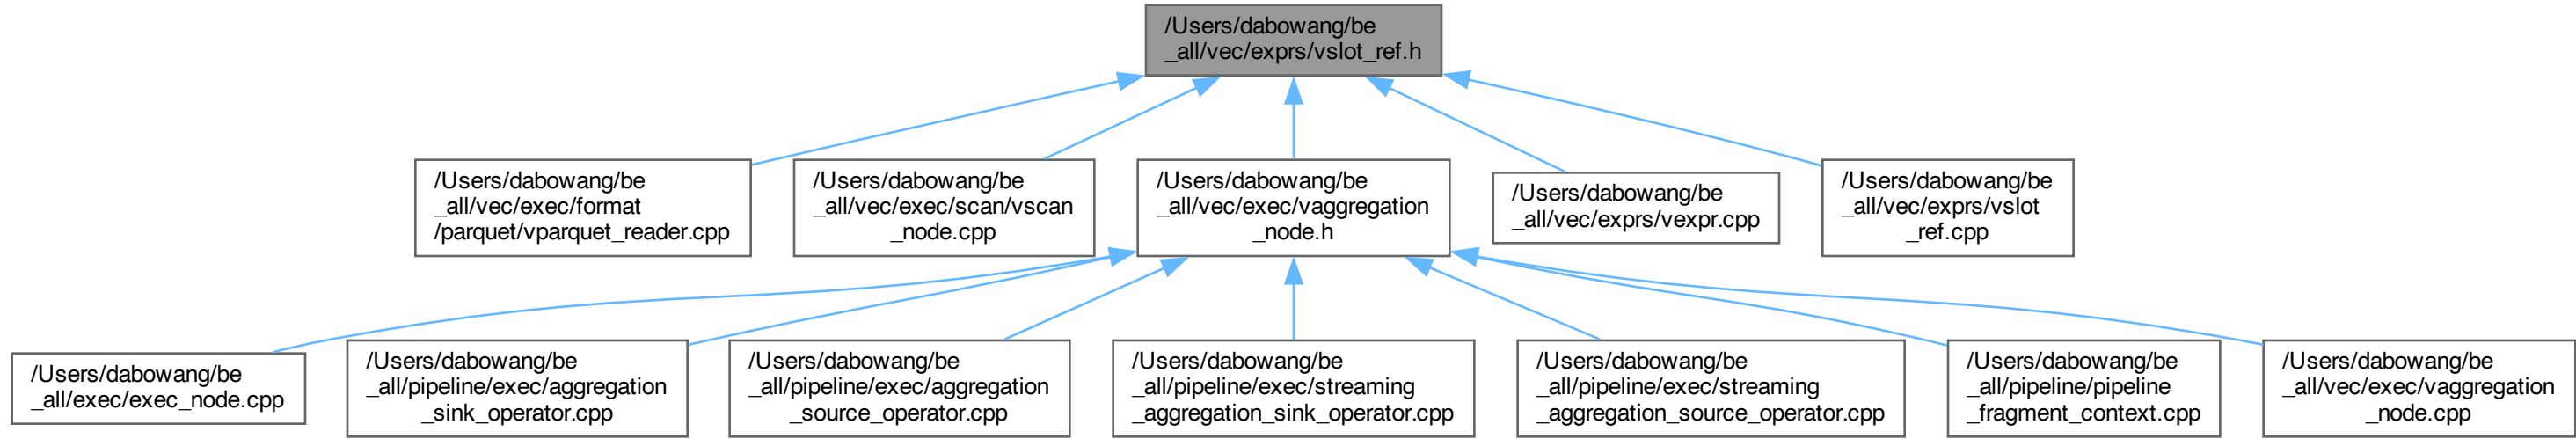 /Users/dabowang/be
_all/vec/exprs/vslot_ref.h
/Users/dabowang/be
_all/vec/exec/format
/parquet/vparquet_reader.cpp
/Users/dabowang/be
_all/vec/exec/scan/vscan
_node.cpp
/Users/dabowang/be
_all/vec/exec/vaggregation
_node.h
/Users/dabowang/be
_all/vec/exprs/vexpr.cpp
/Users/dabowang/be
_all/vec/exprs/vslot
_ref.cpp
/Users/dabowang/be
_all/exec/exec_node.cpp
/Users/dabowang/be
_all/pipeline/exec/aggregation
_sink_operator.cpp
/Users/dabowang/be
_all/pipeline/exec/aggregation
_source_operator.cpp
/Users/dabowang/be
_all/pipeline/exec/streaming
_aggregation_sink_operator.cpp
/Users/dabowang/be
_all/pipeline/exec/streaming
_aggregation_source_operator.cpp
/Users/dabowang/be
_all/pipeline/pipeline
_fragment_context.cpp
/Users/dabowang/be
_all/vec/exec/vaggregation
_node.cpp